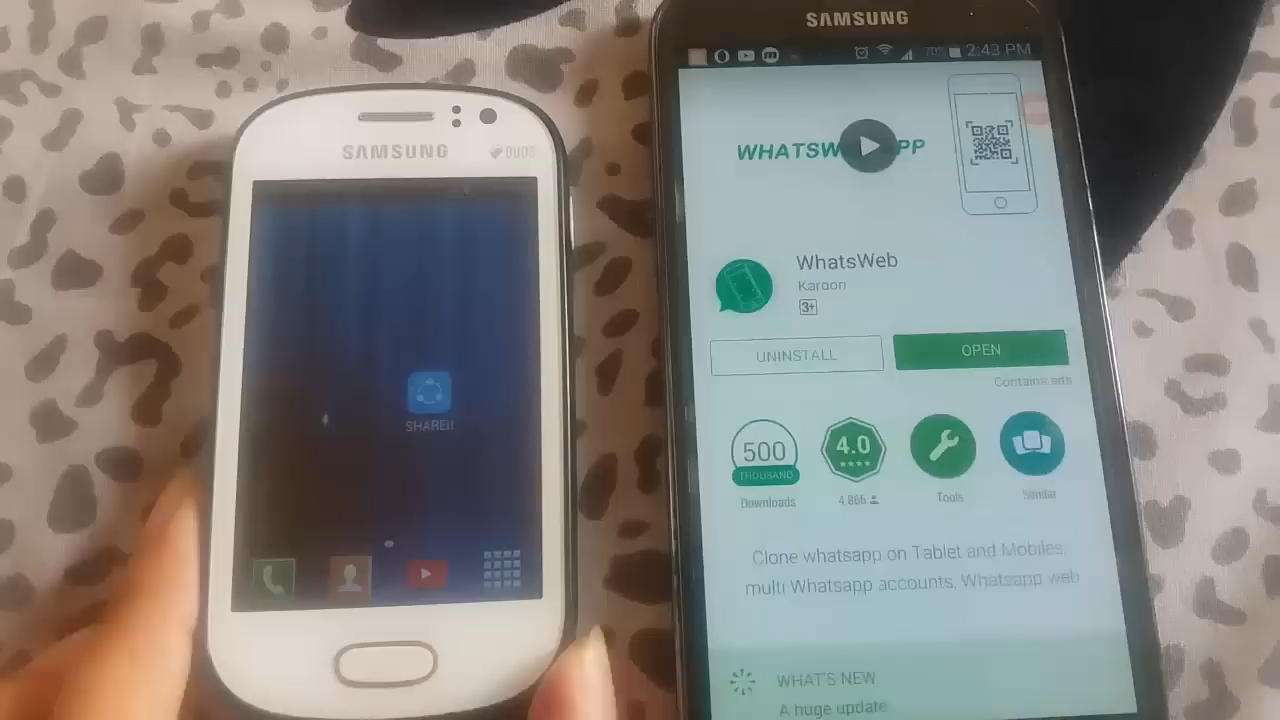 SAMSUNG
DUOS
SHAREit
SAMSUNG
70% 2:43 PM
WHATSW PP
WhatsWeb
Karoon
3+
UNINSTALL
OPEN
Contains ads
500
THOUSAND
Downloads
4.0
4,866
Tools
Similar
Clone whatsapp on Tablet and Mobiles,
multi Whatsapp accounts, Whatsapp web
WHAT'S NEW
A huge update